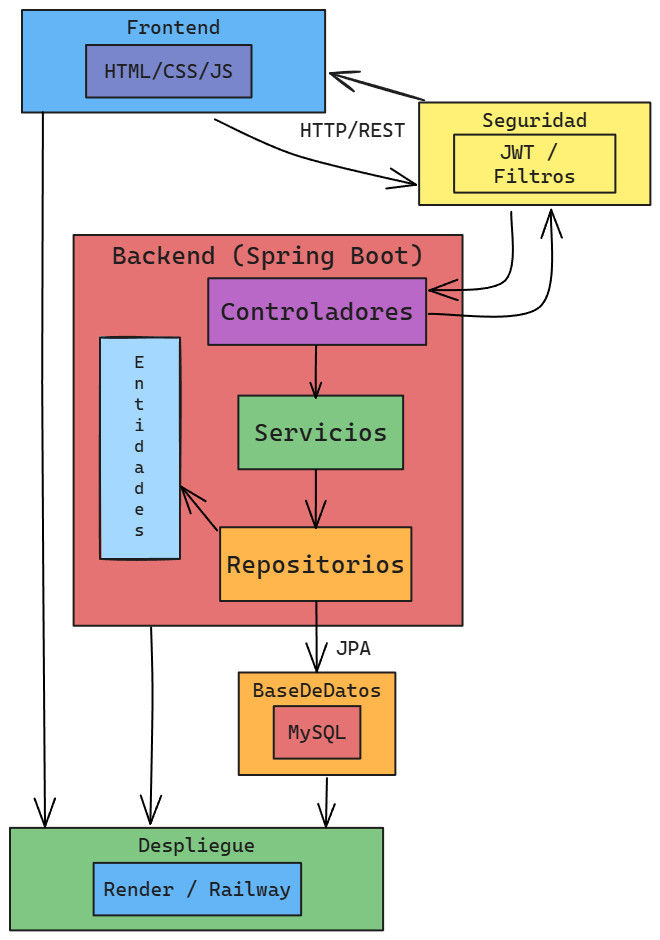 Frontend
HTML/CSS/JS
HTTP/REST
Seguridad
JWT /
Filtros
Backend (Spring Boot)
Controladores
E
n
t
i
d
a
d
e
s
Servicios
Repositorios
JPA
BaseDeDatos
MySQL
Despliegue
Render / Railway